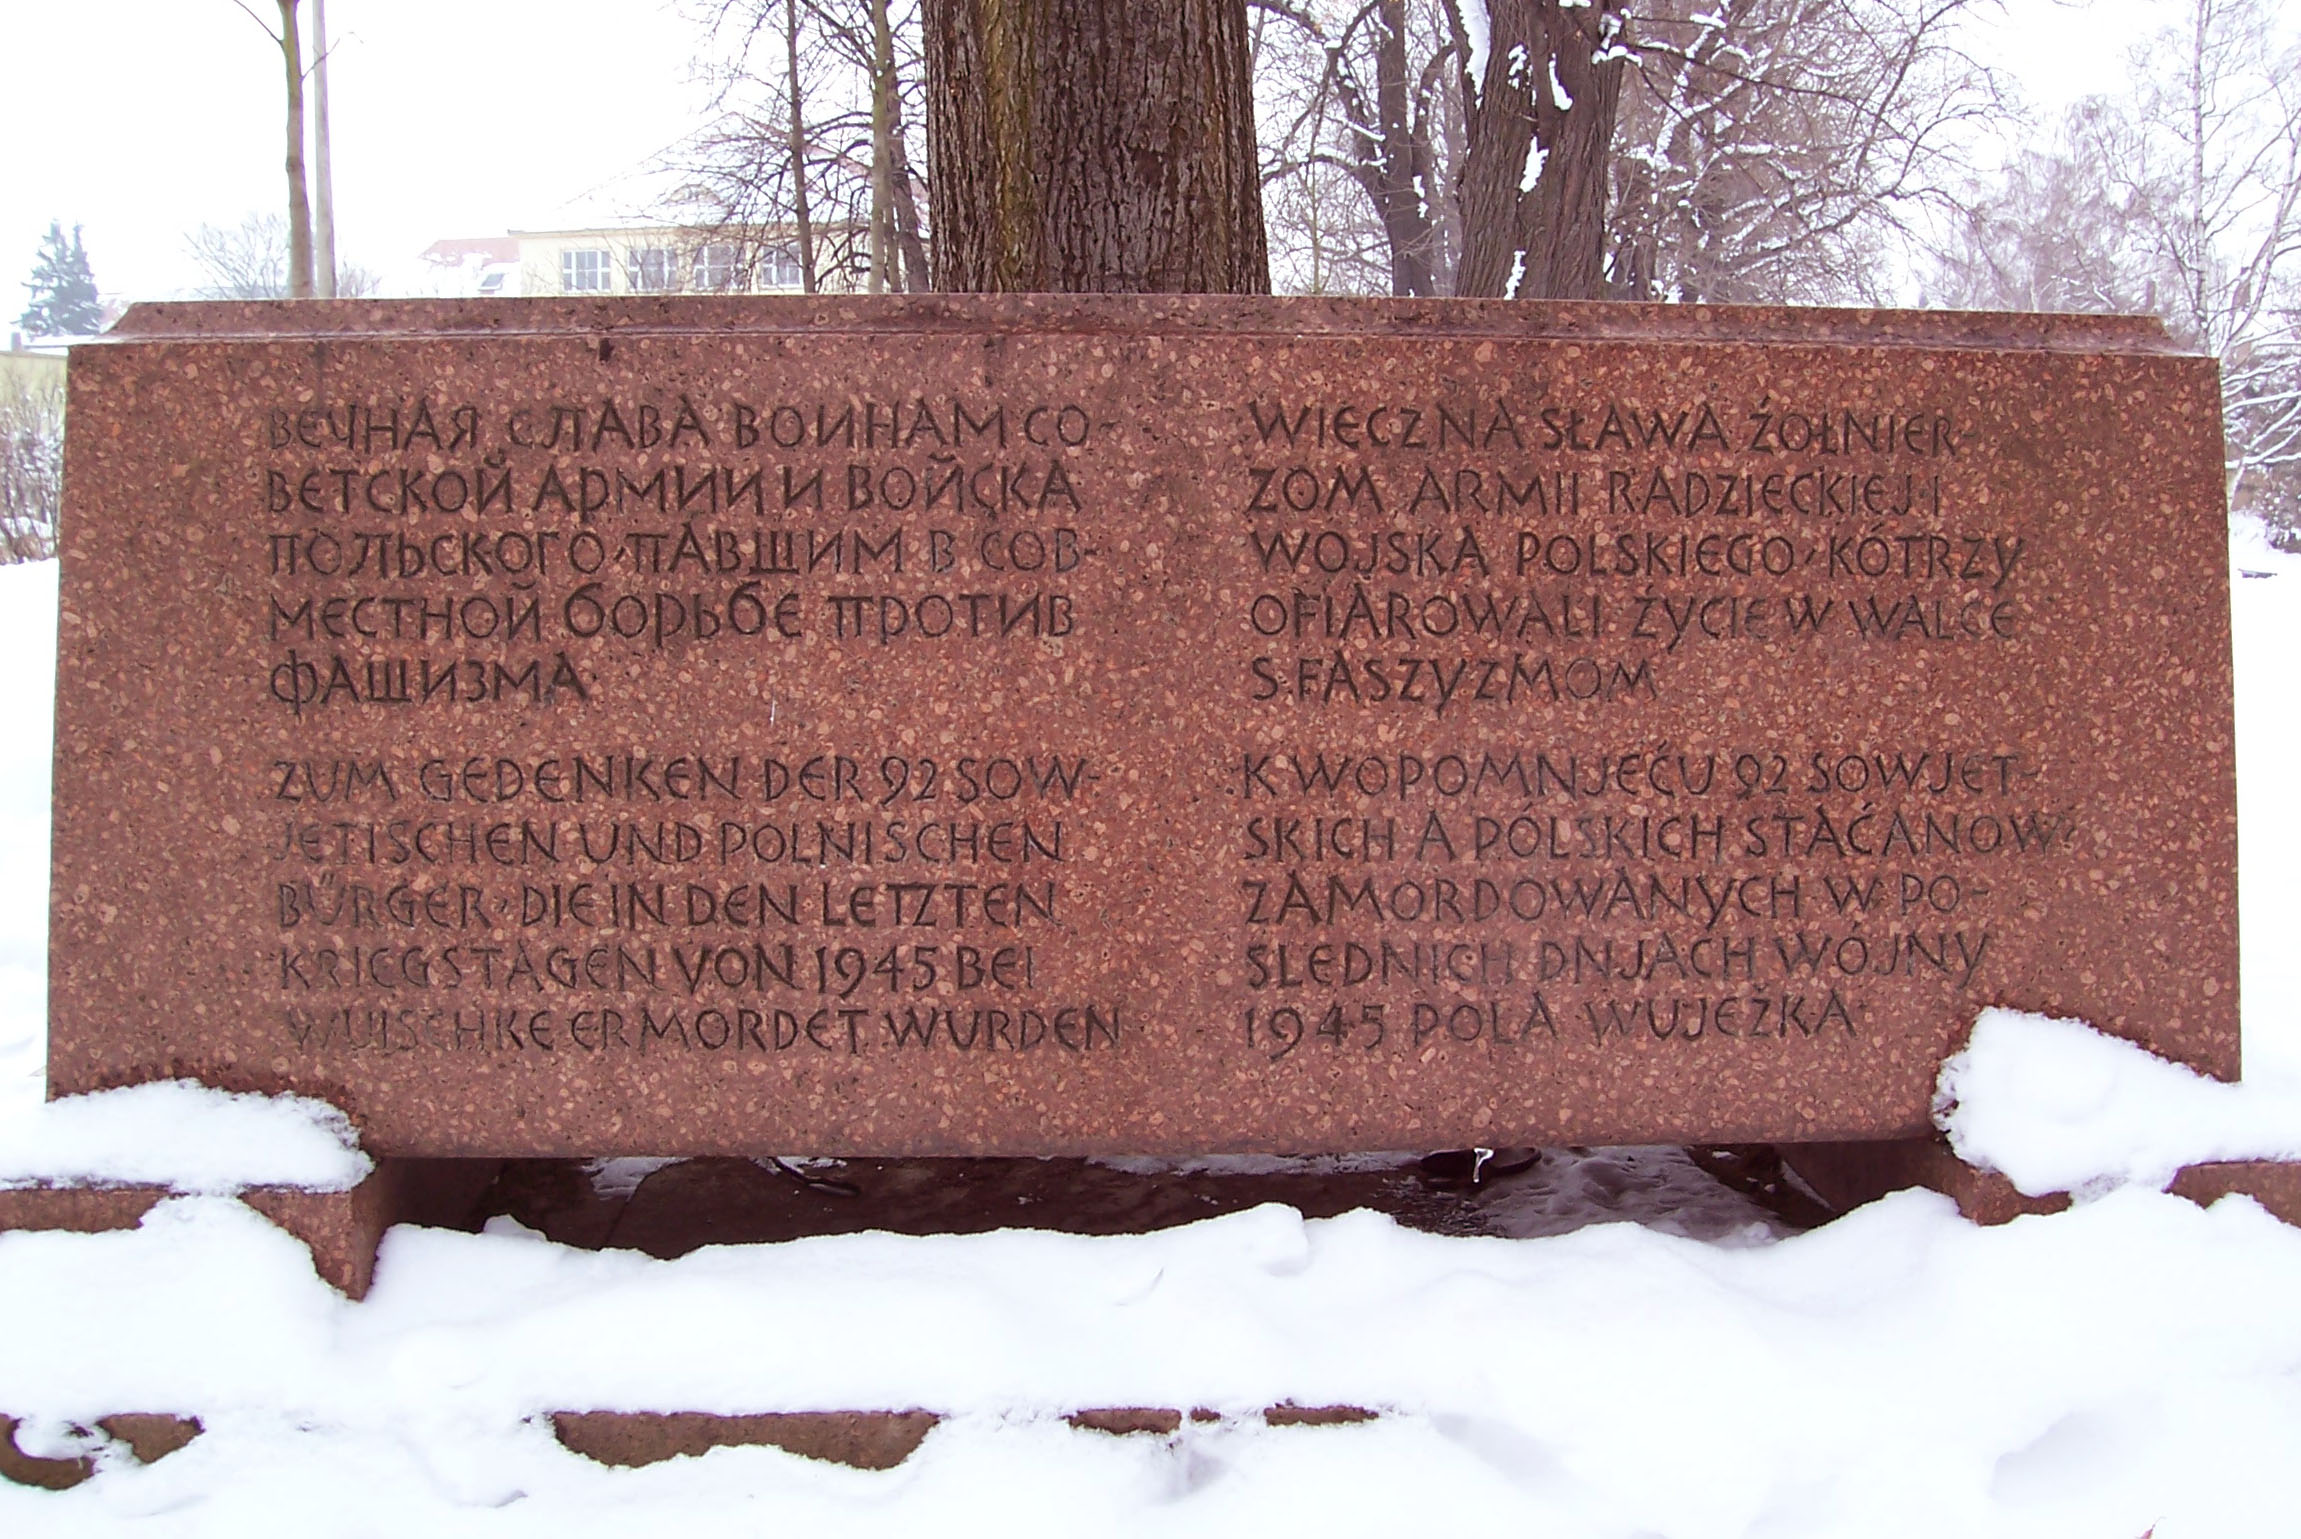 ВЕЧНАЯ СЛАВА ВОИНАМ СО-
ВЕТСКОЙ АРМИИ И ВОЙСКА
ПОЛЬСКОГО, ПАВШИМ В СОВ-
МЕСТНОЙ БОРЬБЕ ПРОТИВ
ФАШИЗМА
WIECZNA SŁAWA ŻOŁNIER-
ZOM ARMII RADZIECKIEJ I
WOJSKA POLSKIEGO, KÓTRZY
OFIAROWALI ŻYCIE W WALCE
S FASZYZMOM
ZUM GEDENKEN DER 92 SOW-
JETISCHEN UND POLNISCHEN
BÜRGER, DIE IN DEN LETZTEN
KRIEGSTAGEN VON 1945 BEI
WUISCHKE ERMORDET WURDEN
K WOPOMNJEĆU 92 SOWJET-
SKICH A PÓLSKICH STAĆANOW
ZAMORDOWANYCH W PO-
SLEDNICH DNJACH WÓJNY
1945 POLA WUJEŽKA